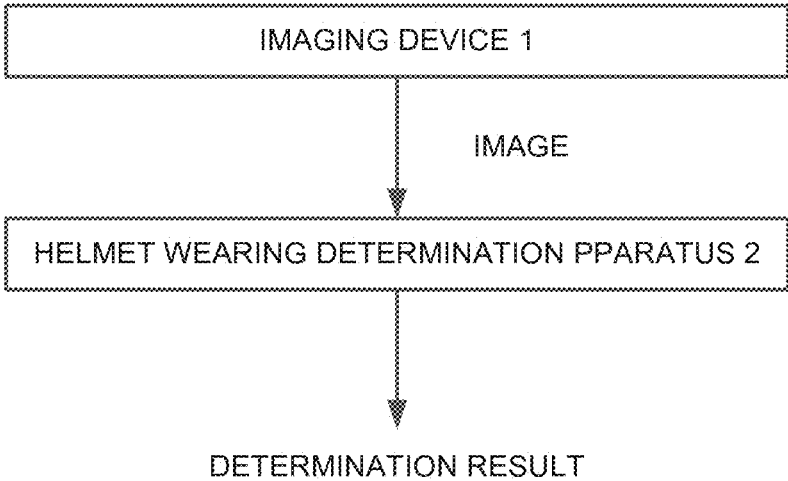 IMAGING DEVICE 1
IMAGE
HELMET WEARING DETERMINATION PPARATUS 2
DETERMINATION RESULT